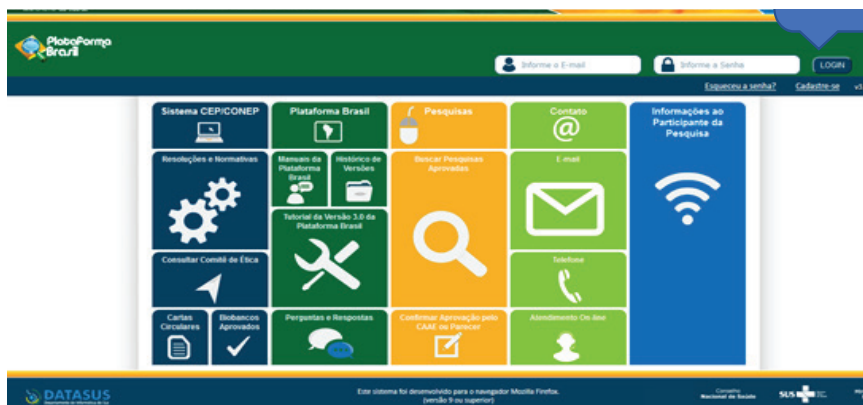 Plataforma
Brasil
Informe o E-mail
Informe a Senha
LOGIN
Esqueceu a senha?
Cadastre-se
v3
Sistema CEP/CONEP
Plataforma Brasil
Pesquisas
Contato
@
Informações ao
Participante da
Pesquisa
Resoluções e Normativas
Manuais da
Plataforma
Brasil
Histórico de
Versões
Buscar Pesquisas
Aprovadas
E-mail
Tutorial da Versão 3.0 da
Plataforma Brasil
Consultar Comitê de Ética
Telefone
Cartas
Circulares
Biobancos
Aprovados
Perguntas e Respostas
Confirmar Aprovação pelo
CAAE ou Parecer
Atendimento On line
DATASUS
Este sistema foi desenvolvido para o navegador Mozilla Firefox.
(versão 9 ou superior)
Conselho
Nacional de Saúde
SUS